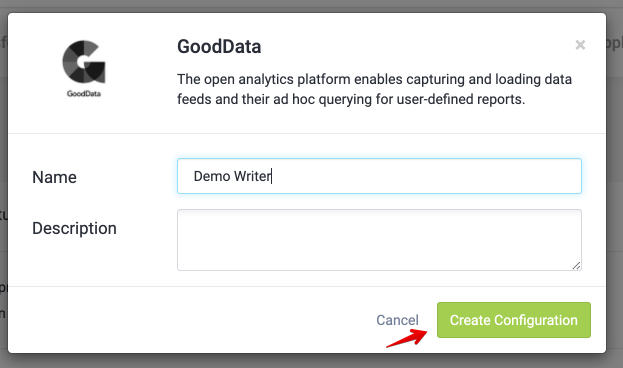 GoodData
×
GoodData
The open analytics platform enables capturing and loading data
feeds and their ad hoc querying for user-defined reports.
Name
Demo Writer
Description
Cancel
Create Configuration